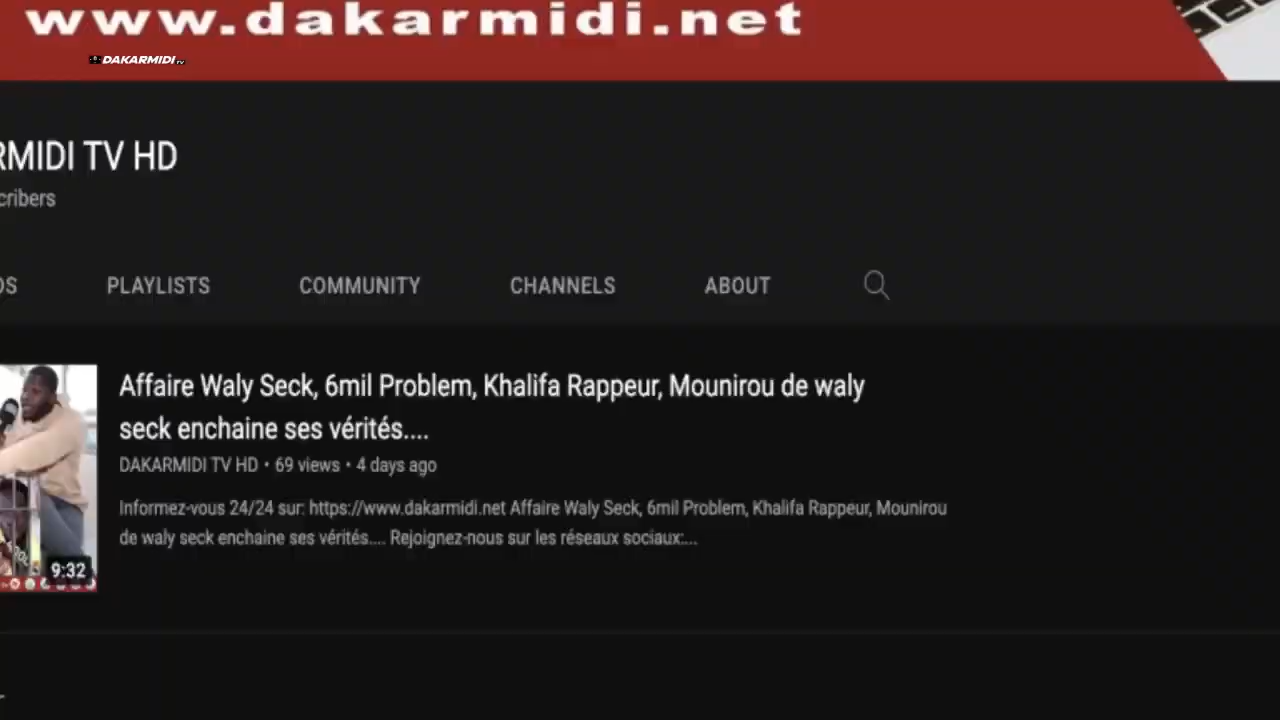 www.dakarmidi.net
DAKARMIDI TV
RMIDI TV HD
cribers
OS PLAYLISTS COMMUNITY CHANNELS ABOUT
Affaire Waly Seck, 6mil Problem, Khalifa Rappeur, Mounirou de waly
seck enchaine ses vérités....
DAKARMIDI TV HD • 69 views • 4 days ago
Informez-vous 24/24 sur: https://www.dakarmidi.net Affaire Waly Seck, 6mil Problem, Khalifa Rappeur, Mounirou
de waly seck enchaine ses vérités.... Rejoignez-nous sur les réseaux sociaux:...
9:32